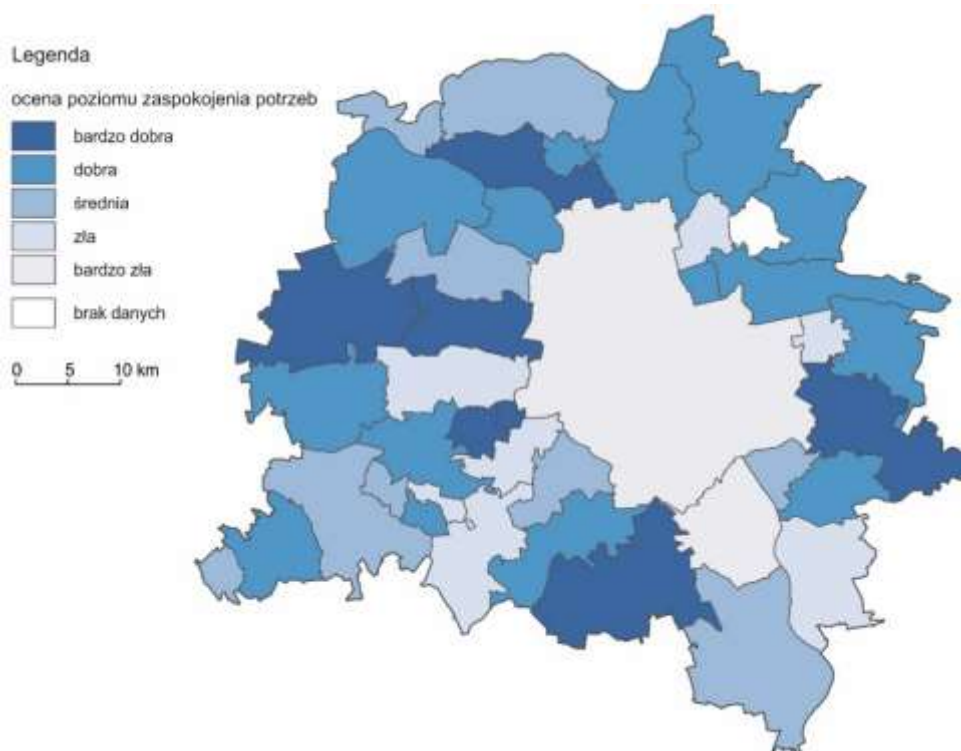 Legenda
ocena poziomu zaspokojenia potrzeb
bardzo dobra
dobra
średnia
zła
bardzo zła
brak danych
0 5 10 km